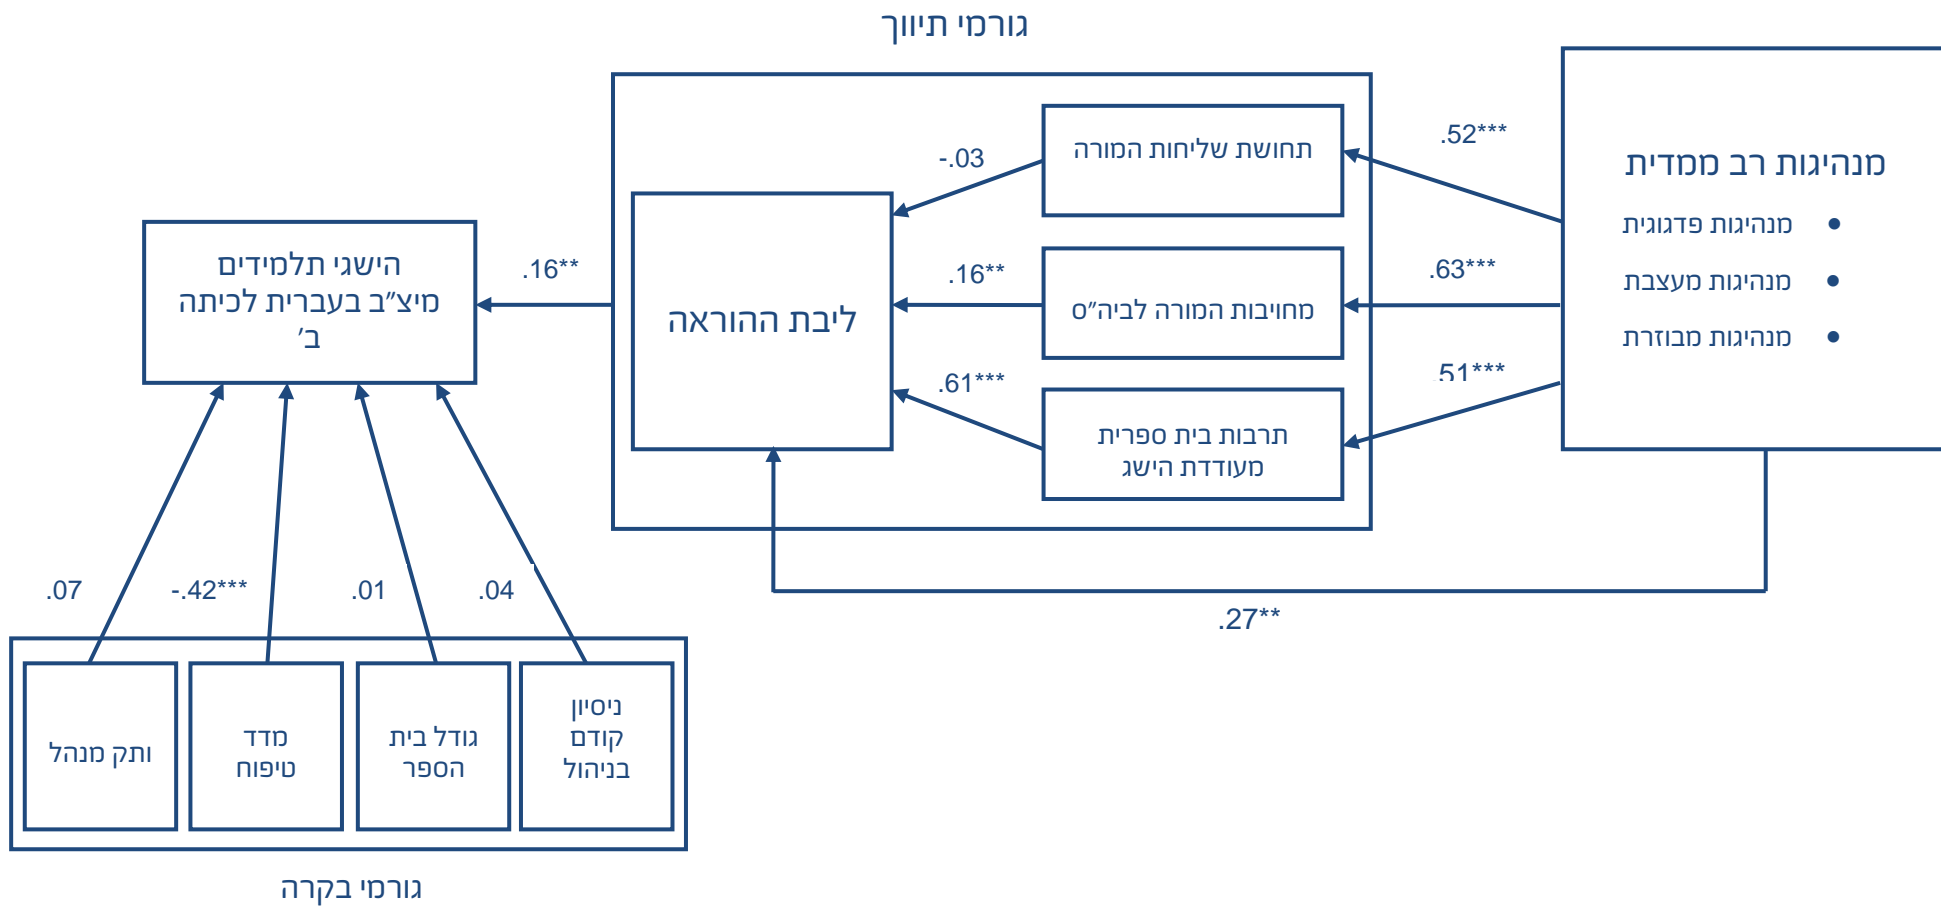 גורמי תיווך
מנהיגות רב ממדית
• מנהיגות פדגוגית
• מנהיגות מעצבת
• מנהיגות מבוזרת
.52***
.63***
.51***
תחושת שליחות המורה
מחויבות המורה לביה״ס
תרבות בית ספרית
מעודדת הישג
-.03
.16**
.61***
ליבת ההוראה
.27**
.16**
הישגי תלמידים
מיצ״ב בעברית לכיתה
ב׳
.04
.01
-.42***
.07
ניסיון
קודם
בניהול
גודל בית
הספר
מדד
טיפוח
ותק מנהל
גורמי בקרה